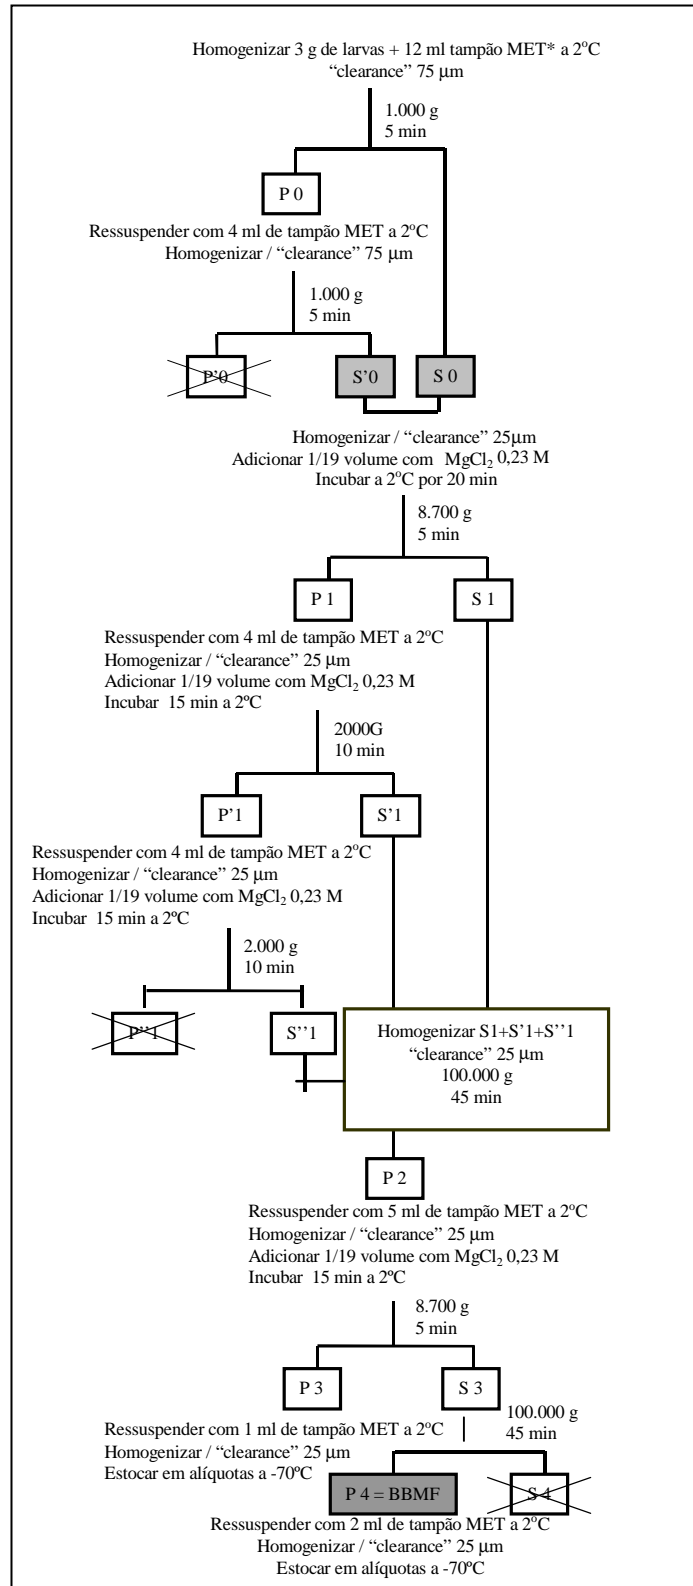 Homogenizar 3 g de larvas + 12 ml tampão MET* a 2°C
“clearance” 75 µm
1.000 g
5 min
P 0
Ressuspender com 4 ml de tampão MET a 2°C
Homogenizar / “clearance” 75 µm
1.000 g
5 min
P’0
S’0
S 0
Homogenizar / “clearance” 25µm
Adicionar 1/19 volume com MgCl₂ 0,23 M
Incubar a 2°C por 20 min
8.700 g
5 min
P 1
S 1
Ressuspender com 4 ml de tampão MET a 2°C
Homogenizar / “clearance” 25 µm
Adicionar 1/19 volume com MgCl₂ 0,23 M
Incubar 15 min a 2ºC
2000G
10 min
P’1
S’1
Ressuspender com 4 ml de tampão MET a 2°C
Homogenizar / “clearance” 25 µm
Adicionar 1/19 volume com MgCl₂ 0,23 M
Incubar 15 min a 2ºC
2.000 g
10 min
P’’1
S’’1
Homogenizar S1+S’1+S’’1
“clearance” 25 µm
100.000 g
45 min
P 2
Ressuspender com 5 ml de tampão MET a 2°C
Homogenizar / “clearance” 25 µm
Adicionar 1/19 volume com MgCl₂ 0,23 M
Incubar 15 min a 2ºC
8.700 g
5 min
P 3
S 3
100.000 g
45 min
Ressuspender com 1 ml de tampão MET a 2°C
Homogenizar / “clearance” 25 µm
Estocar em alíquotas a -70ºC
P 4 = BBMF
S 4
Ressuspender com 2 ml de tampão MET a 2°C
Homogenizar / “clearance” 25 µm
Estocar em alíquotas a -70ºC